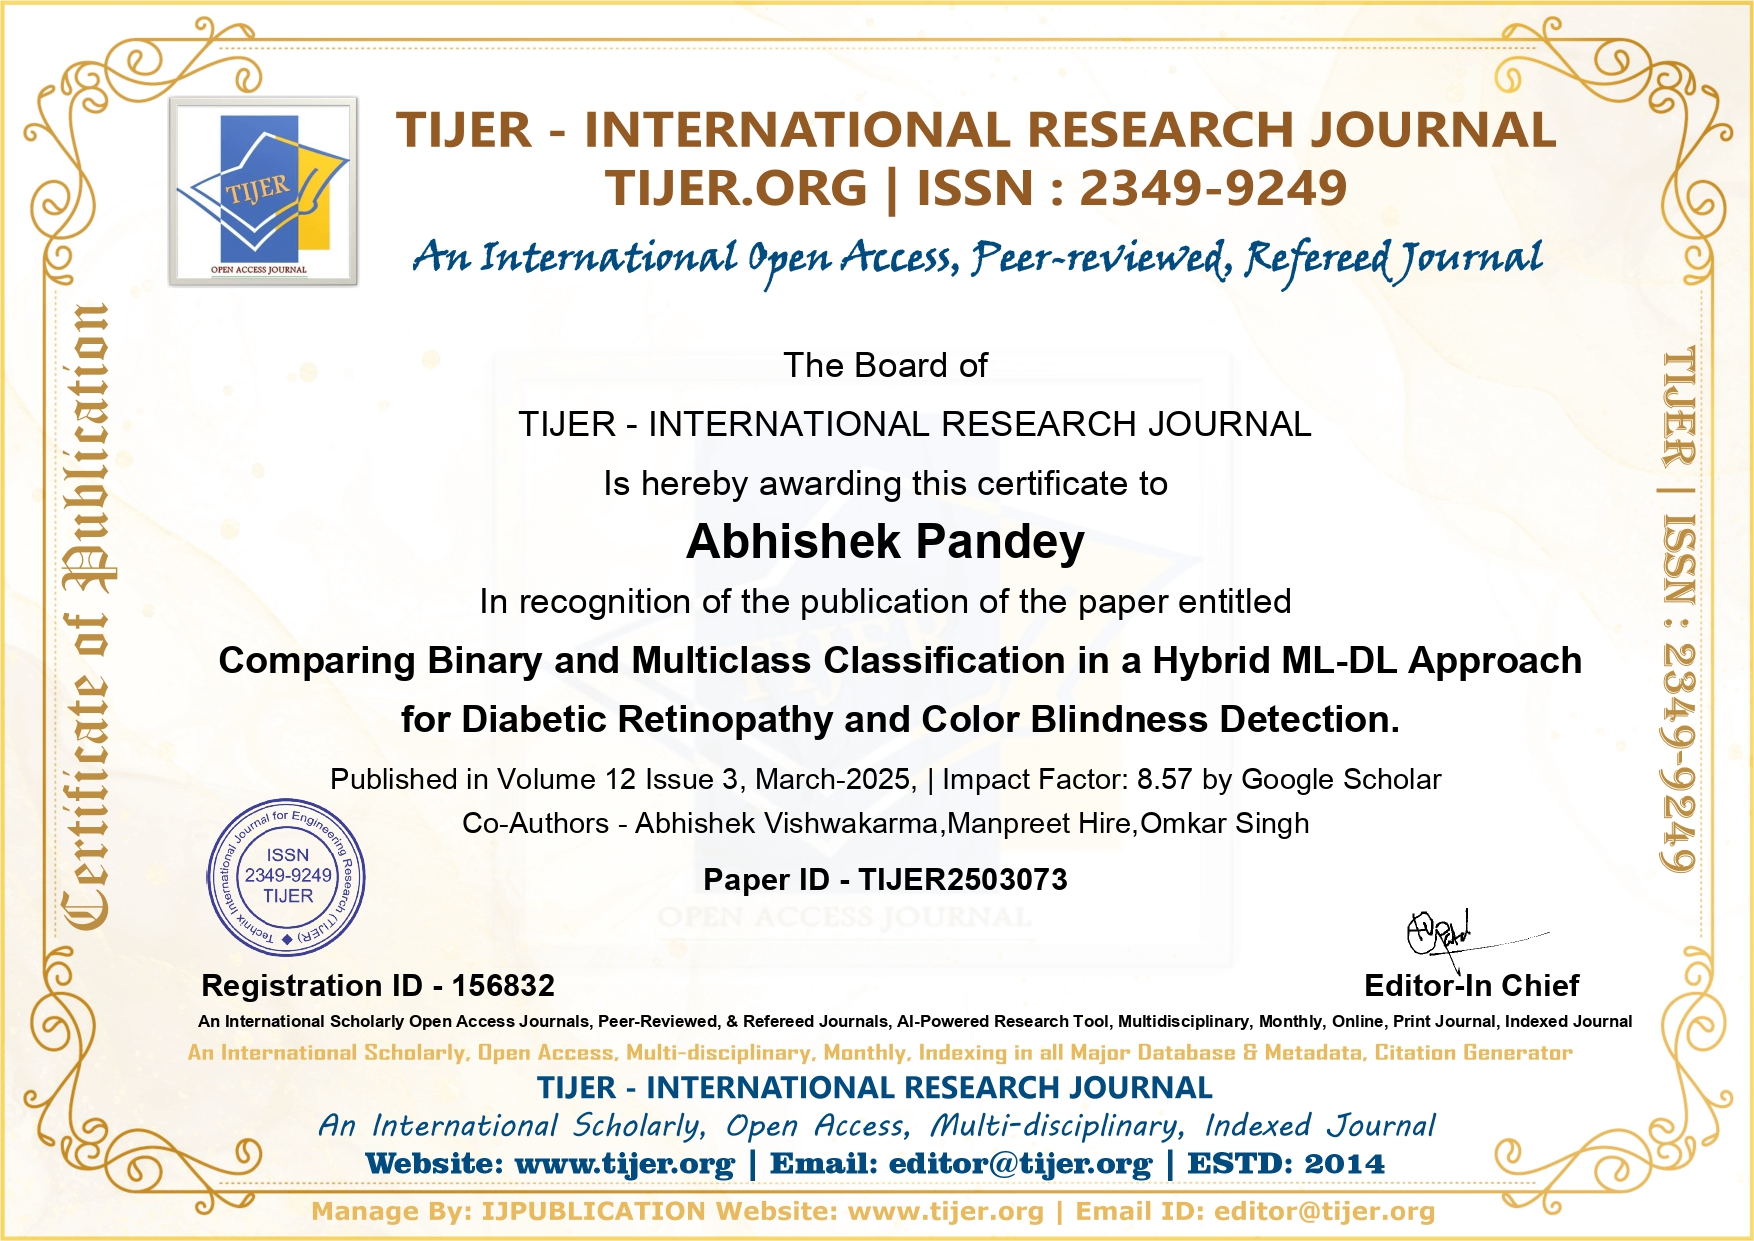 TIJER - INTERNATIONAL RESEARCH JOURNAL
TIJER.ORG | ISSN : 2349-9249
An International Open Access, Peer-reviewed, Refereed Journal
TIJER
OPEN ACCESS JOURNAL
Certificate of Publication
TIJER | ISSN : 2349-9249
The Board of
TIJER - INTERNATIONAL RESEARCH JOURNAL
Is hereby awarding this certificate to
Abhishek Pandey
In recognition of the publication of the paper entitled
Comparing Binary and Multiclass Classification in a Hybrid ML-DL Approach
for Diabetic Retinopathy and Color Blindness Detection.
Published in Volume 12 Issue 3, March-2025, | Impact Factor: 8.57 by Google Scholar
Co-Authors - Abhishek Vishwakarma,Manpreet Hire,Omkar Singh
Paper ID - TIJER2503073
TIJER
OPEN ACCESS JOURNAL
Technix International Journal for Engineering Research (TIJER)
ISSN
2349-9249
TIJER
Registration ID - 156832
Editor-In Chief
An International Scholarly Open Access Journals, Peer-Reviewed, & Refereed Journals, AI-Powered Research Tool, Multidisciplinary, Monthly, Online, Print Journal, Indexed Journal
An International Scholarly, Open Access, Multi-disciplinary, Monthly, Indexing in all Major Database & Metadata, Citation Generator
TIJER - INTERNATIONAL RESEARCH JOURNAL
An International Scholarly, Open Access, Multi-disciplinary, Indexed Journal
Website: www.tijer.org | Email: editor@tijer.org | ESTD: 2014
Manage By: IJPUBLICATION Website: www.tijer.org | Email ID: editor@tijer.org